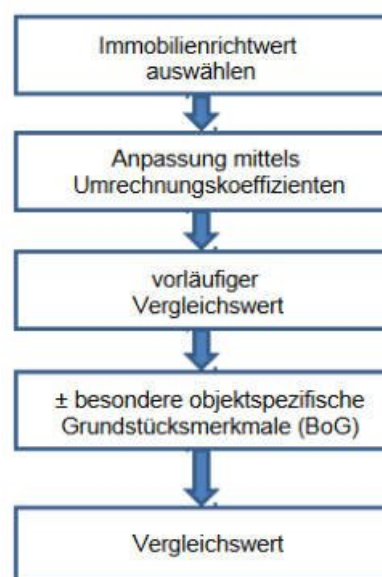 Immobilienrichtwert
auswählen
Anpassung mittels
Umrechnungskoeffizienten
vorläufiger
Vergleichswert
± besondere objektspezifische
Grundstücksmerkmale (BoG)
Vergleichswert